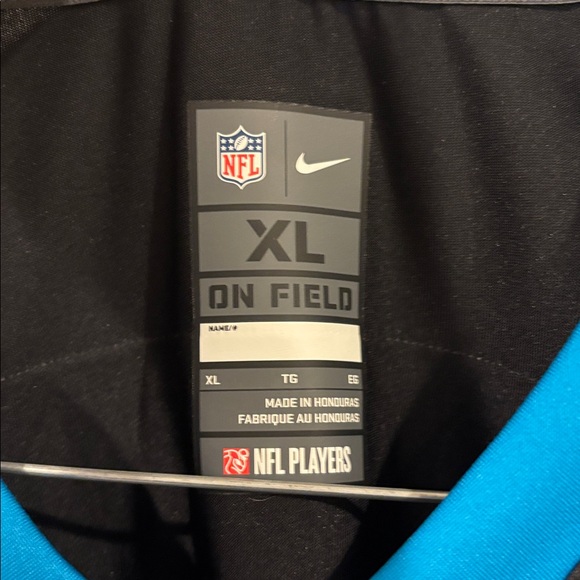 NFL
XL
ON FIELD
NAME/#
XL TG EG
MADE IN HONDURAS
FABRIQUE AU HONDURAS
NFL PLAYERS